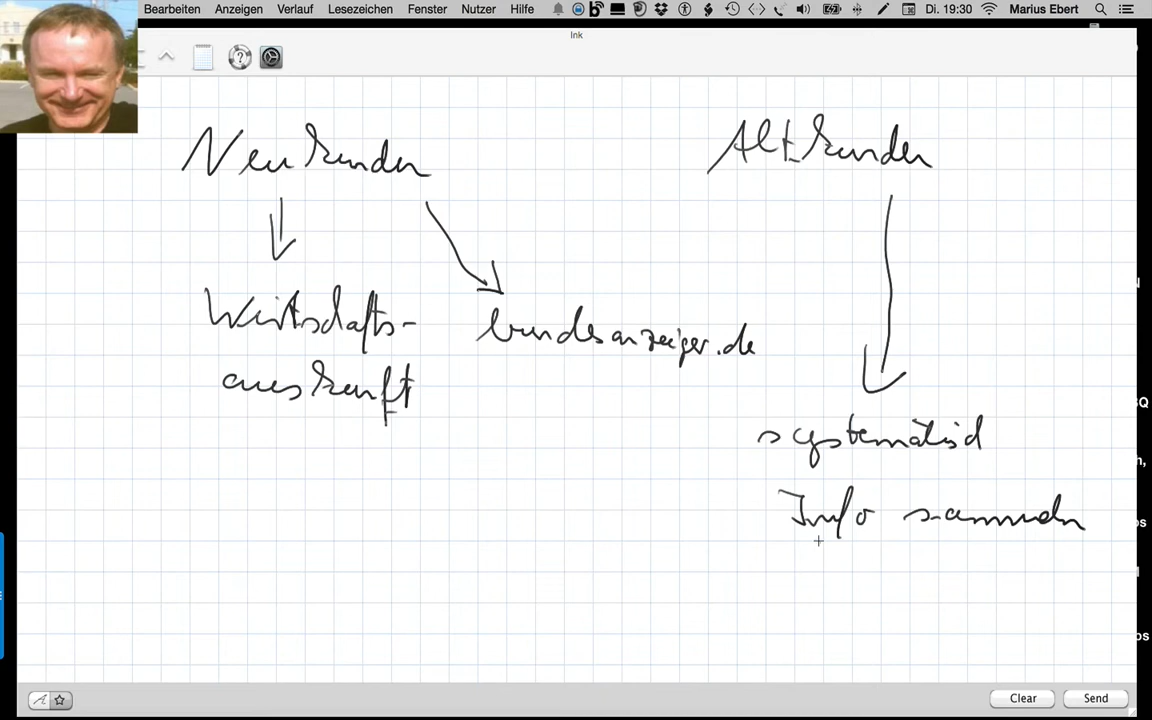 Bearbeiten Anzeigen Verlauf Lesezeichen Fenster Nutzer Hilfe Di. 19:30 Marius Ebert
Ink
Neukunden
Altkunden
Wirtschafts-
auskunft
bundesanzeiger.de
systematisch
Info sammeln
Clear Send